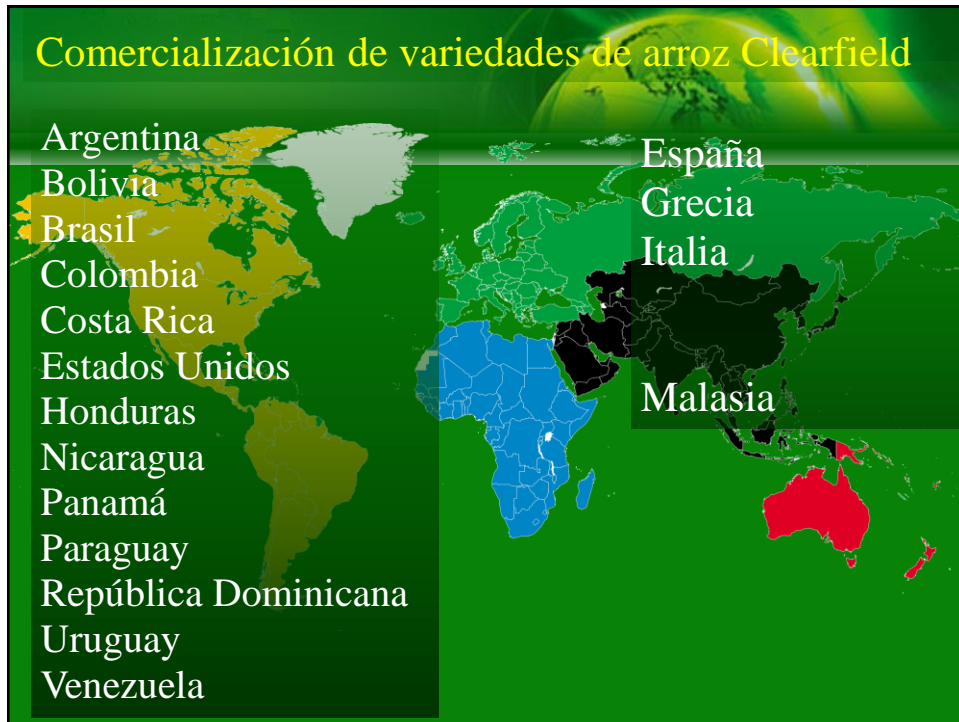 Comercialización de variedades de arroz Clearfield
Argentina
Bolivia
Brasil
Colombia
Costa Rica
Estados Unidos
Honduras
Nicaragua
Panamá
Paraguay
República Dominicana
Uruguay
Venezuela
España
Grecia
Italia
Malasia